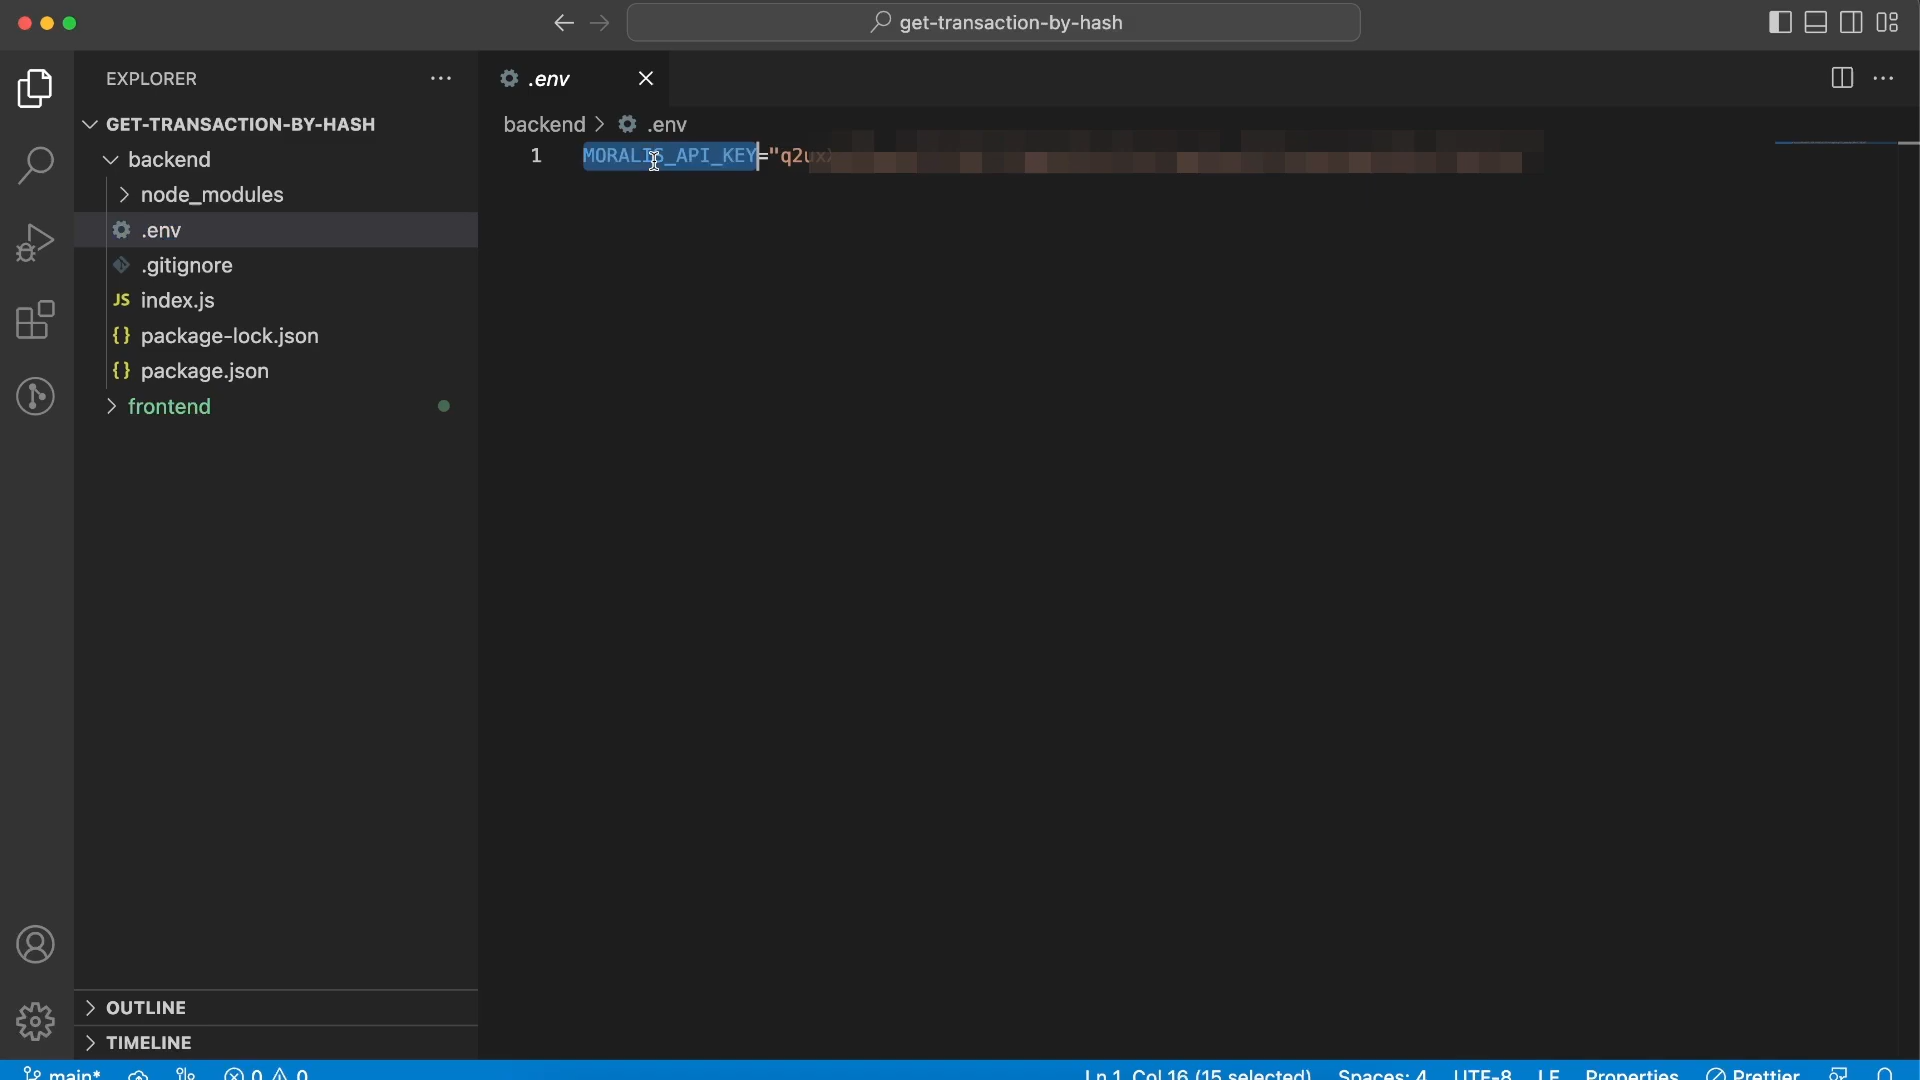 get-transaction-by-hash
EXPLORER
.env
GET-TRANSACTION-BY-HASH
backend > .env
backend
1 MORALIS_API_KEY="q2ux
node_modules
.env
.gitignore
JS index.js
{} package-lock.json
{} package.json
frontend
OUTLINE
TIMELINE
main* 0 0 Ln 1, Col 16 (15 selected) Spaces: 4 UTF-8 LF Properties Prettier